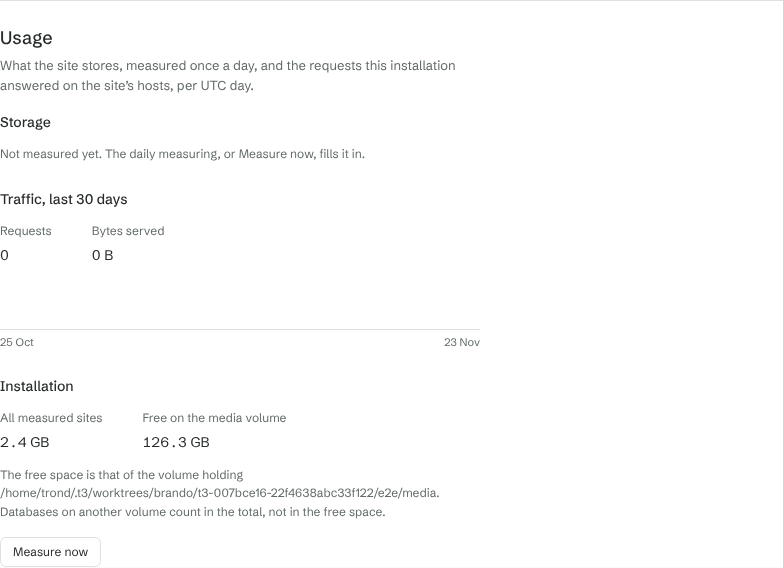 Usage
What the site stores, measured once a day, and the requests this installation
answered on the site's hosts, per UTC day.
Storage
Not measured yet. The daily measuring, or Measure now, fills it in.
Traffic, last 30 days
Requests Bytes served
0 0 B
25 Oct 23 Nov
Installation
All measured sites Free on the media volume
2.4 GB 126.3 GB
The free space is that of the volume holding
/home/trond/.t3/worktrees/brando/t3-007bce16-22f4638abc33f122/e2e/media.
Databases on another volume count in the total, not in the free space.
Measure now